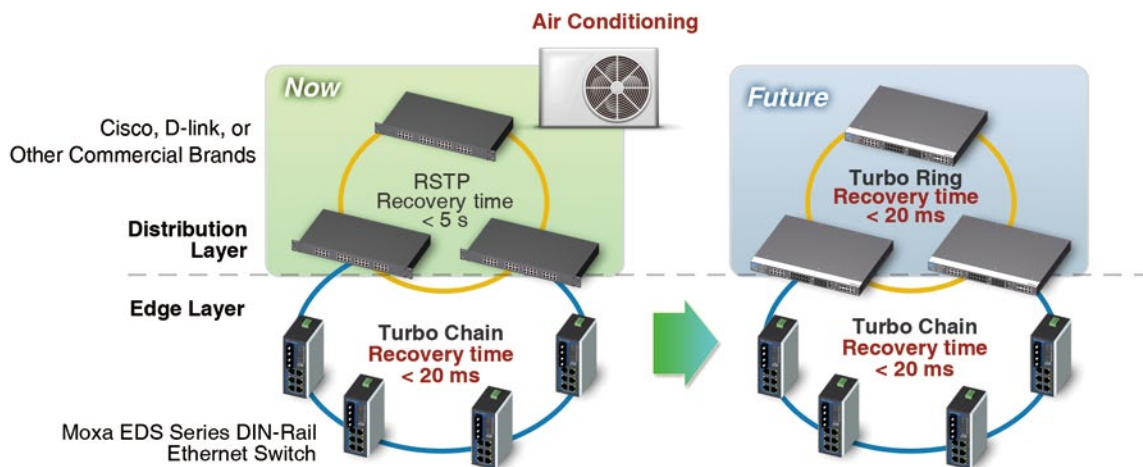 Air Conditioning
Now
Future
Cisco, D-link, or
Other Commercial Brands
RSTP
Recovery time
< 5 s
Turbo Ring
Recovery time
< 20 ms
Distribution
Layer
Edge Layer
Turbo Chain
Recovery time
< 20 ms
Turbo Chain
Recovery time
< 20 ms
Moxa EDS Series DIN-Rail
Ethernet Switch